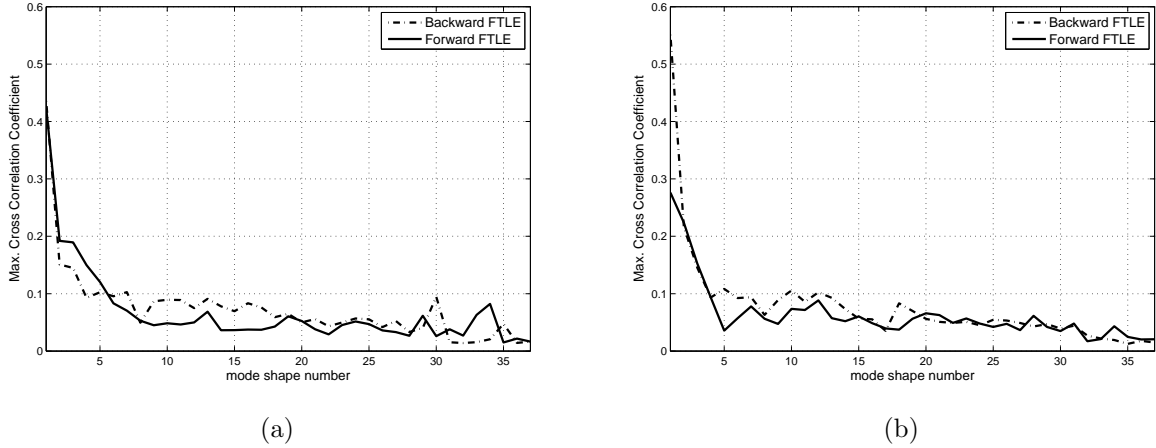 0.6
0.5
0.4
0.3
0.2
0.1
0
Max. Cross Correlation Coefficient
Backward FTLE
Forward FTLE
5 10 15 20 25 30 35
mode shape number
(a)
0.6
0.5
0.4
0.3
0.2
0.1
0
Max. Cross Correlation Coefficient
Backward FTLE
Forward FTLE
5 10 15 20 25 30 35
mode shape number
(b)